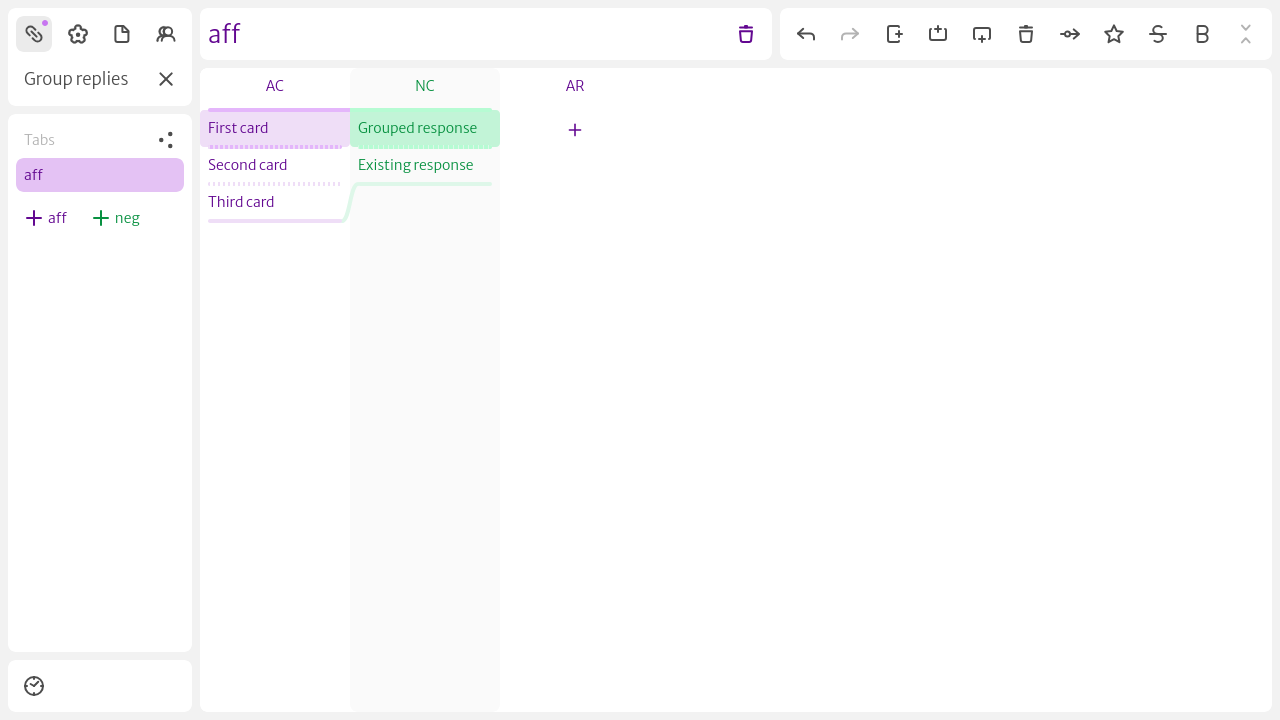 aff
Group replies
Tabs
aff
aff
neg
AC
NC
AR
First card
Grouped response
Second card
Existing response
Third card